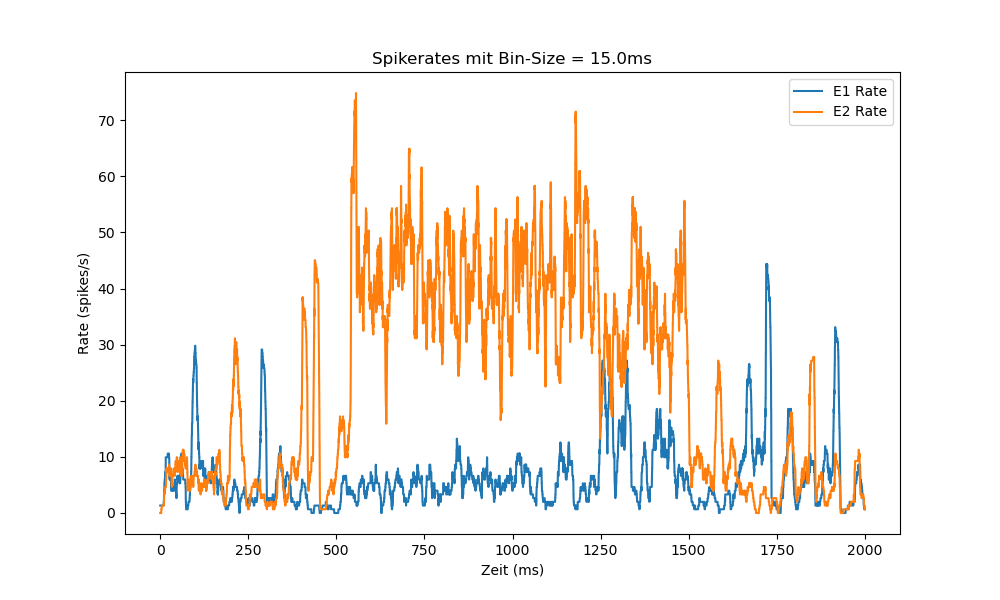 Spikerates mit Bin-Size = 15.0ms
E1 Rate
E2 Rate
Rate (spikes/s)
70
60
50
40
30
20
10
0
0 250 500 750 1000 1250 1500 1750 2000
Zeit (ms)